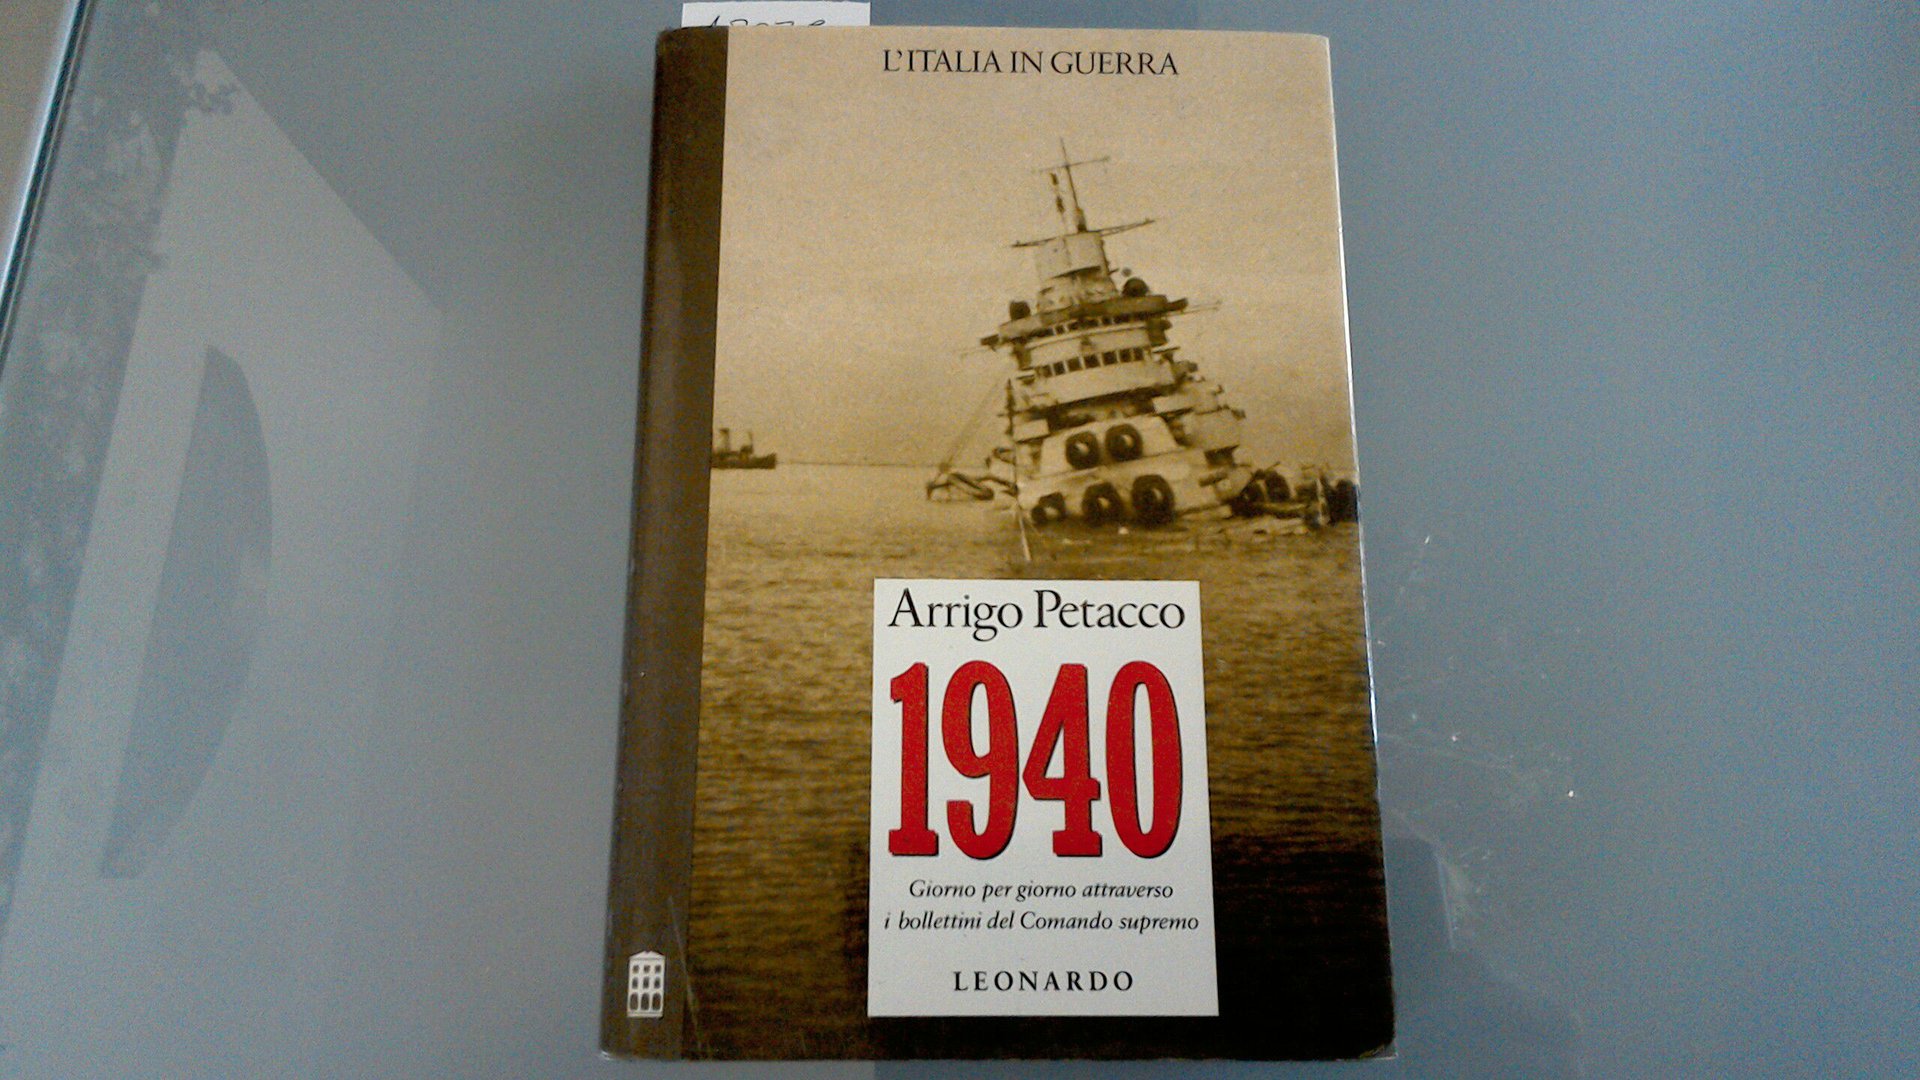 L'ITALIA IN GUERRA
Arrigo Petacco
1940
Giorno per giorno attraverso
i bollettini del Comando supremo
LEONARDO